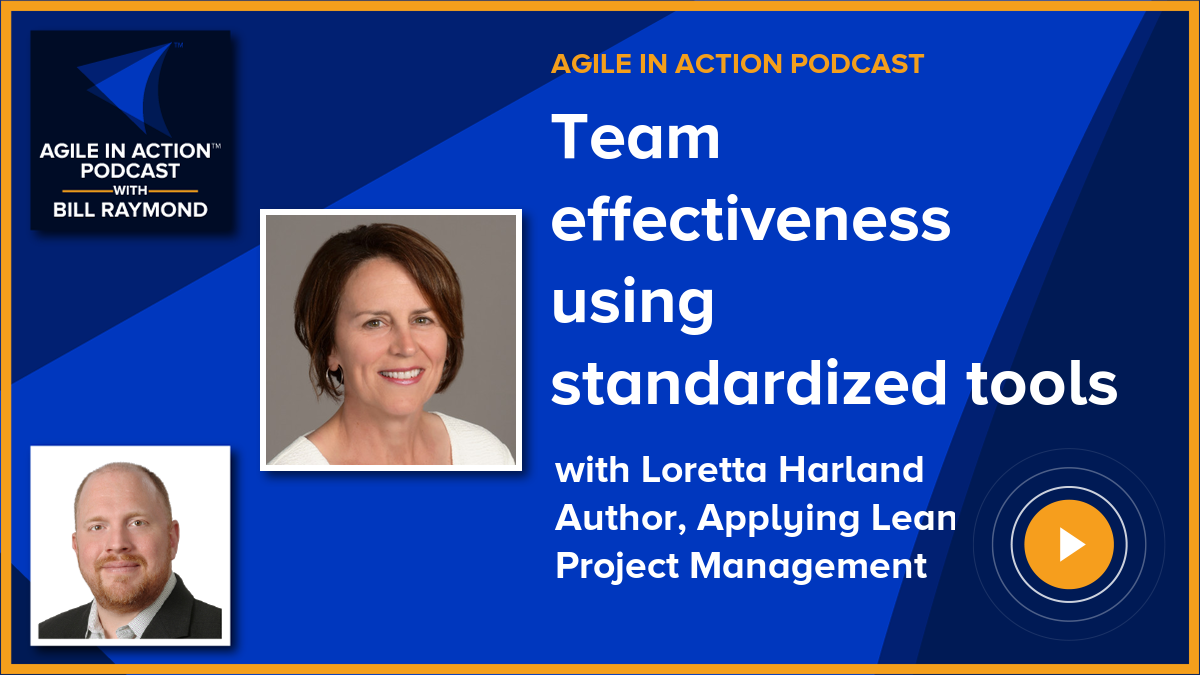 AGILE IN ACTION™
PODCAST
WITH
BILL RAYMOND
AGILE IN ACTION PODCAST
Team
effectiveness
using
standardized tools
with Loretta Harland
Author, Applying Lean
Project Management